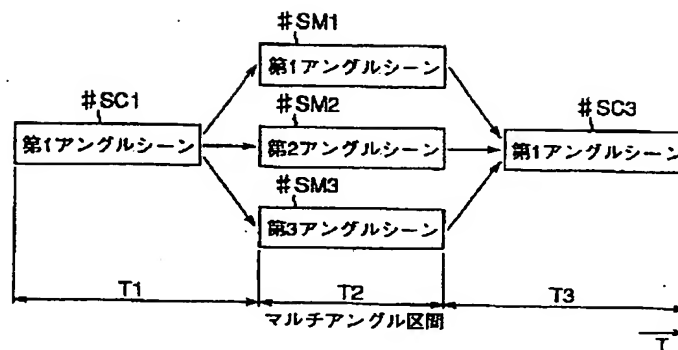 #SM1
第1アングルシーン
#SC1
第1アングルシーン
#SM2
第2アングルシーン
#SC3
第1アングルシーン
#SM3
第3アングルシーン
T1
T2
T3
マルチアングル区間
T